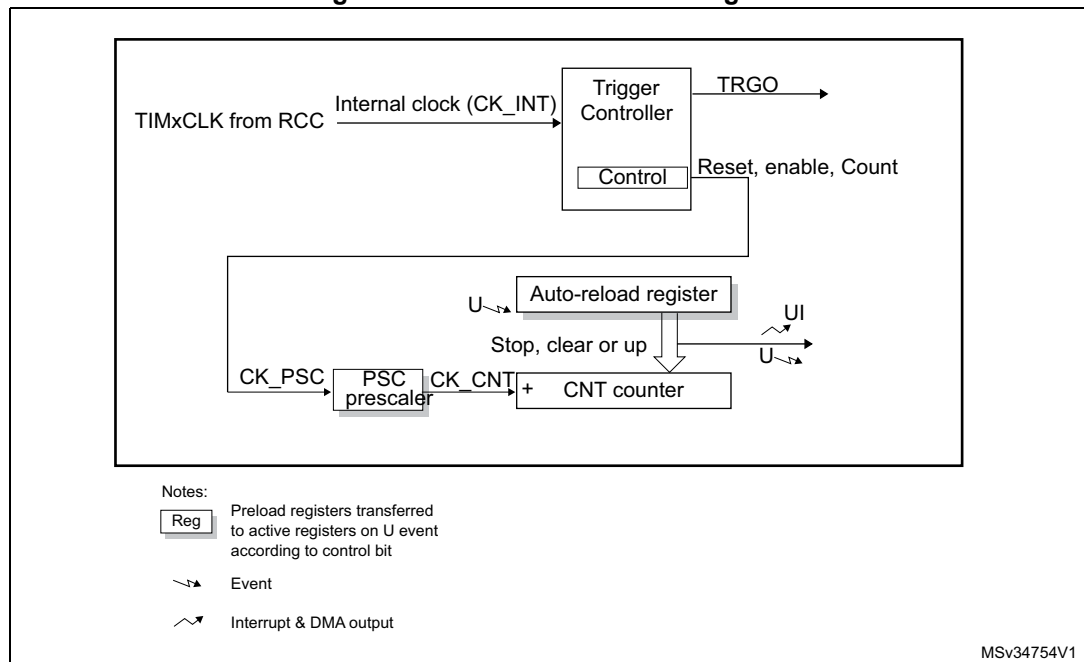 Trigger
Controller
TRGO
Internal clock (CK_INT)
TIMxCLK from RCC
Control
Reset, enable, Count
Auto-reload register
U
UI
Stop, clear or up
U
CK_PSC
PSC
prescaler
CK_CNT
+
CNT counter
Notes:
Reg
Preload registers transferred
to active registers on U event
according to control bit
Event
Interrupt & DMA output
MSv34754V1